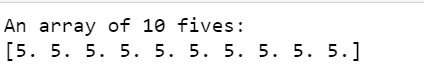 An array of 10 fives:
[5. 5. 5. 5. 5. 5. 5. 5. 5. 5.]